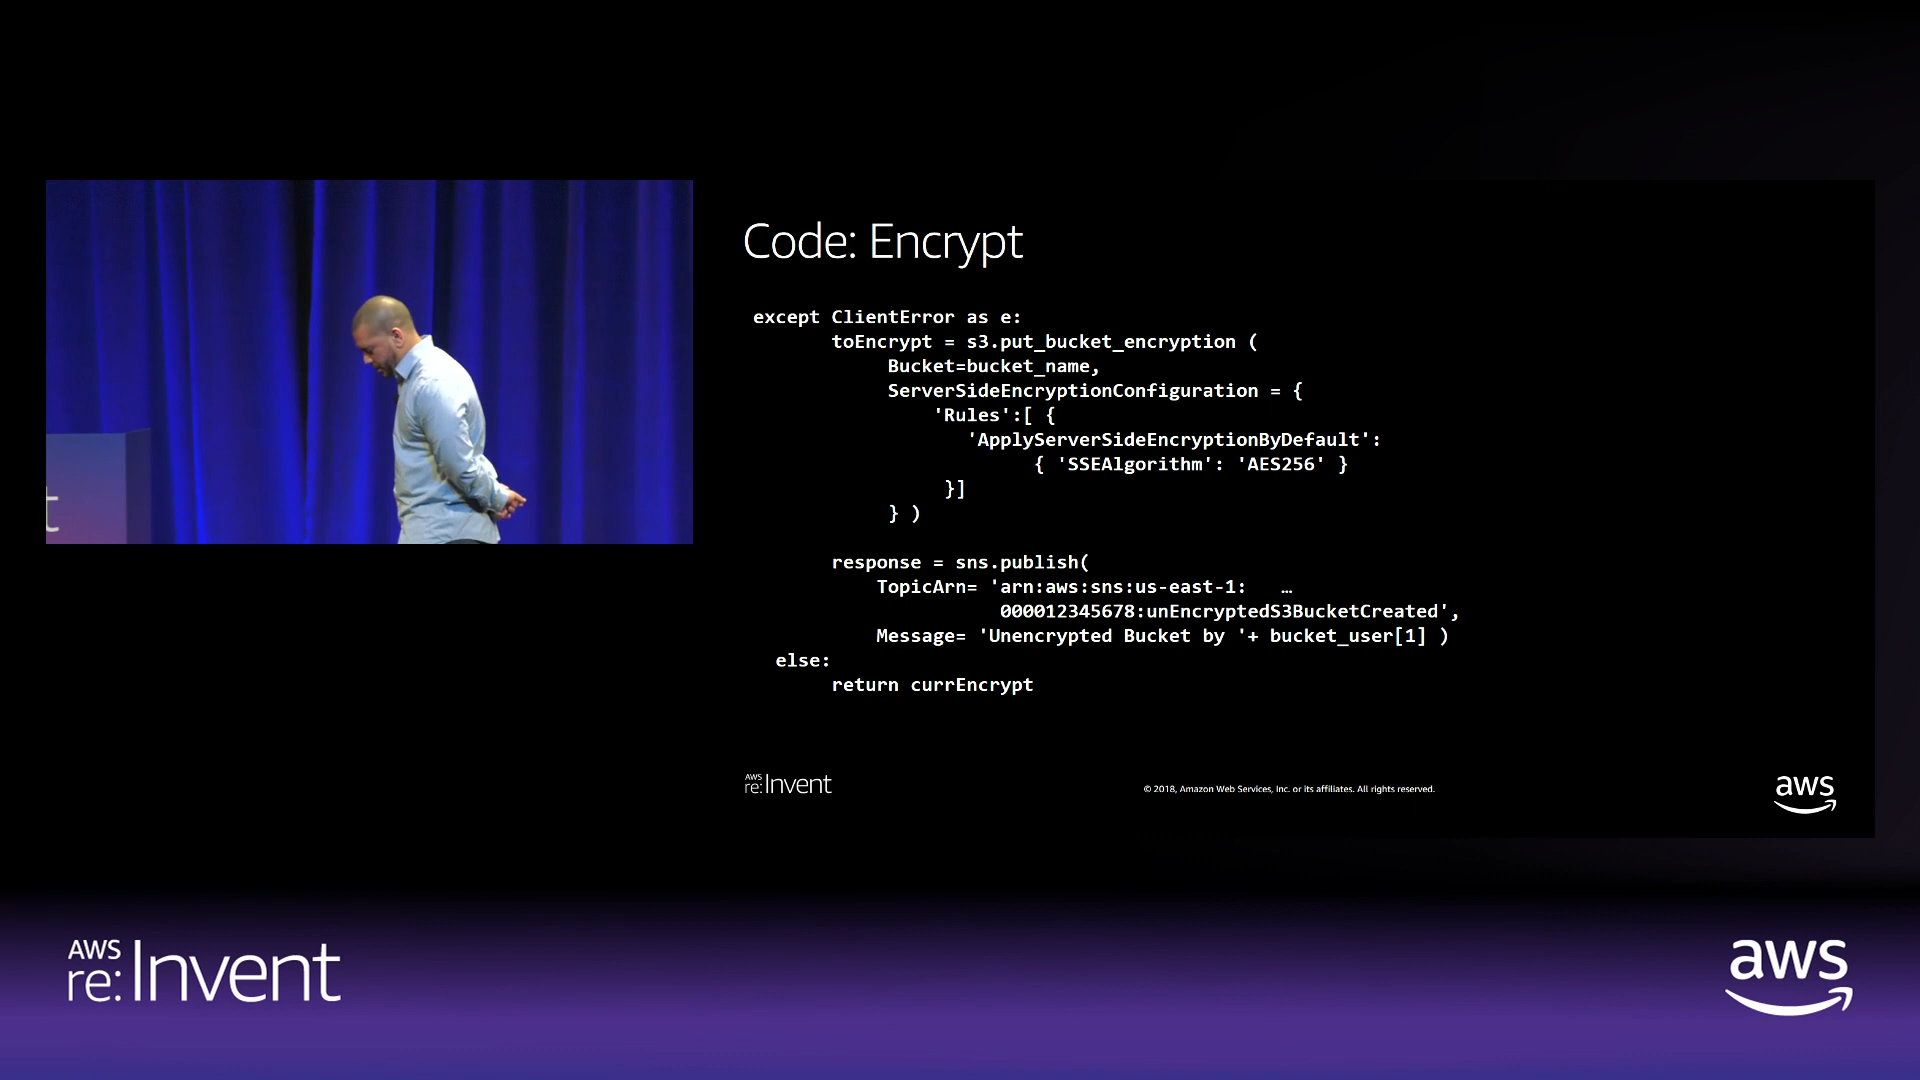 t
Code: Encrypt
except ClientError as e:
toEncrypt = s3.put_bucket_encryption (
Bucket=bucket_name,
ServerSideEncryptionConfiguration = {
'Rules':[ {
'ApplyServerSideEncryptionByDefault':
{ 'SSEAlgorithm': 'AES256' }
}]
} )
response = sns.publish(
TopicArn= 'arn:aws:sns:us-east-1: …
000012345678:unEncryptedS3BucketCreated',
Message= 'Unencrypted Bucket by '+ bucket_user[1] )
else:
return currEncrypt
AWS
re:Invent
© 2018, Amazon Web Services, Inc. or its affiliates. All rights reserved.
aws
AWS
re:Invent
aws